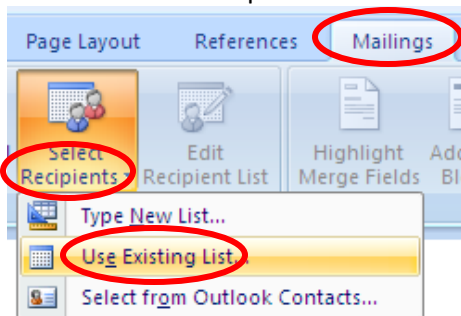 Page Layout References Mailings
Select Edit Highlight
Recipients Recipient List Merge Fields
Type New List...
Use Existing List...
Select from Outlook Contacts...